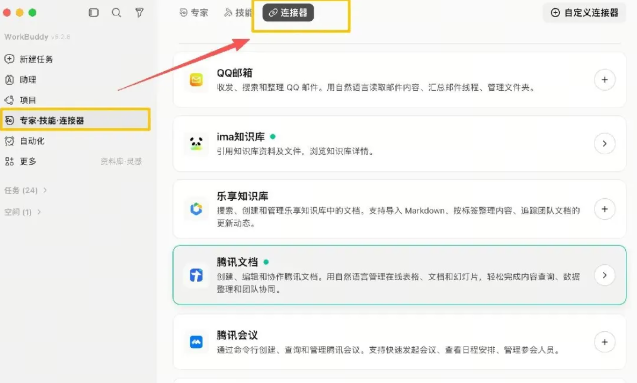 专家
技能
连接器
自定义连接器
WorkBuddy
新建任务
助理
项目
专家·技能·连接器
自动化
更多
资料库·灵感
任务 (24)
空间 (1)
QQ邮箱
收发、搜索和整理 QQ 邮件。用自然语言读取邮件内容、汇总邮件线程、管理文件夹。
ima知识库
引用知识库资料及文件，浏览知识库详情。
乐享知识库
搜索、创建和管理乐享知识库中的文档。支持导入 Markdown、按标签整理内容、追踪团队文档的
更新动态。
腾讯文档
创建、编辑和协作腾讯文档。用自然语言管理在线表格、文档和幻灯片，轻松完成内容查询、数据
整理和团队协同。
腾讯会议
通过命令行创建、查询和管理腾讯会议。支持快速发起会议、查看日程安排、管理参会人员。